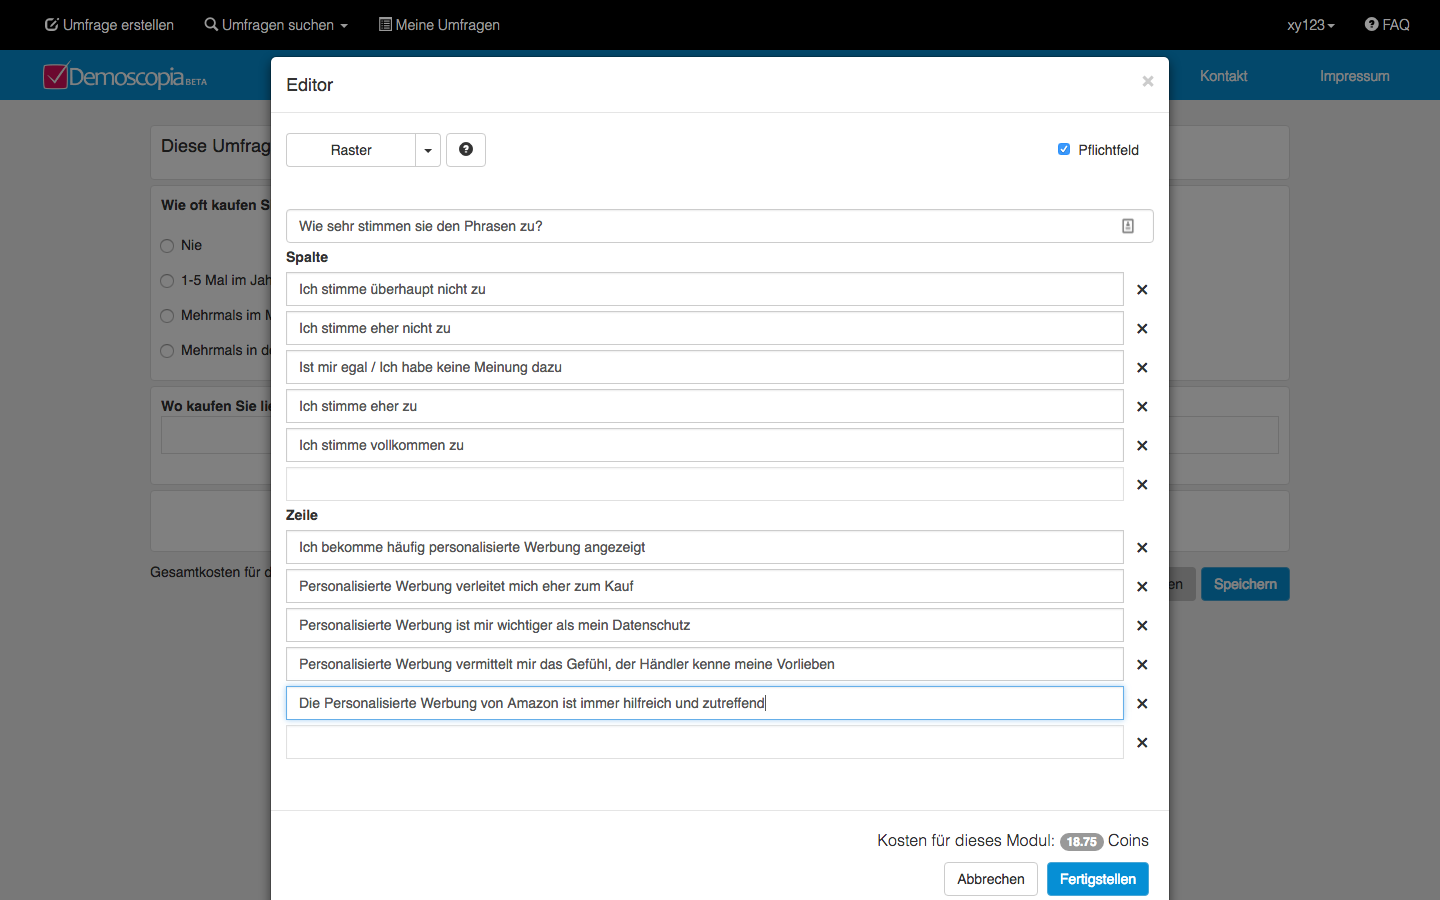 Umfrage erstellen Umfragen suchen Meine Umfragen xy123 FAQ
Demoscopia BETA Kontakt Impressum
Editor ×
Diese Umfrag
Raster Pflichtfeld
Wie oft kaufen S
Wie sehr stimmen sie den Phrasen zu?
Nie
Spalte
1-5 Mal im Jah
Ich stimme überhaupt nicht zu
Mehrmals im M
Ich stimme eher nicht zu
Mehrmals in de
Ist mir egal / Ich habe keine Meinung dazu
Wo kaufen Sie lie
Ich stimme eher zu
Ich stimme vollkommen zu
Zeile
Ich bekomme häufig personalisierte Werbung angezeigt
Gesamtkosten für d
Personalisierte Werbung verleitet mich eher zum Kauf
en Speichern
Personalisierte Werbung ist mir wichtiger als mein Datenschutz
Personalisierte Werbung vermittelt mir das Gefühl, der Händler kenne meine Vorlieben
Die Personalisierte Werbung von Amazon ist immer hilfreich und zutreffend
Kosten für dieses Modul: 18.75 Coins
Abbrechen Fertigstellen